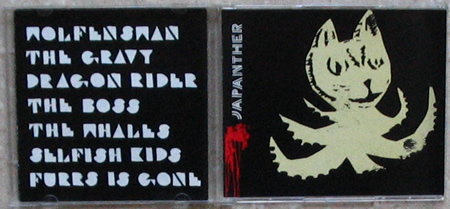 WOLFENSWAN
THE GRAVY
DRAGON RIDER
THE BOSS
THE WHALES
SELFISH KIDS
FURRS IS GONE
JAPANTHER